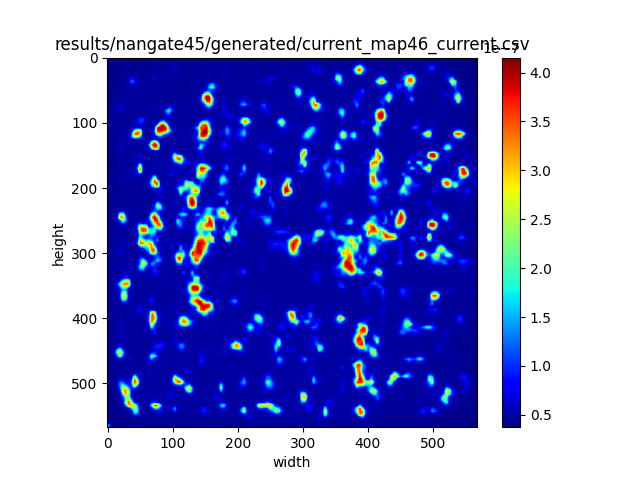 results/nangate45/generated/current_map46_current.csv
1e−7
0
100
200
300
400
500
height
0 100 200 300 400 500
width
4.0
3.5
3.0
2.5
2.0
1.5
1.0
0.5